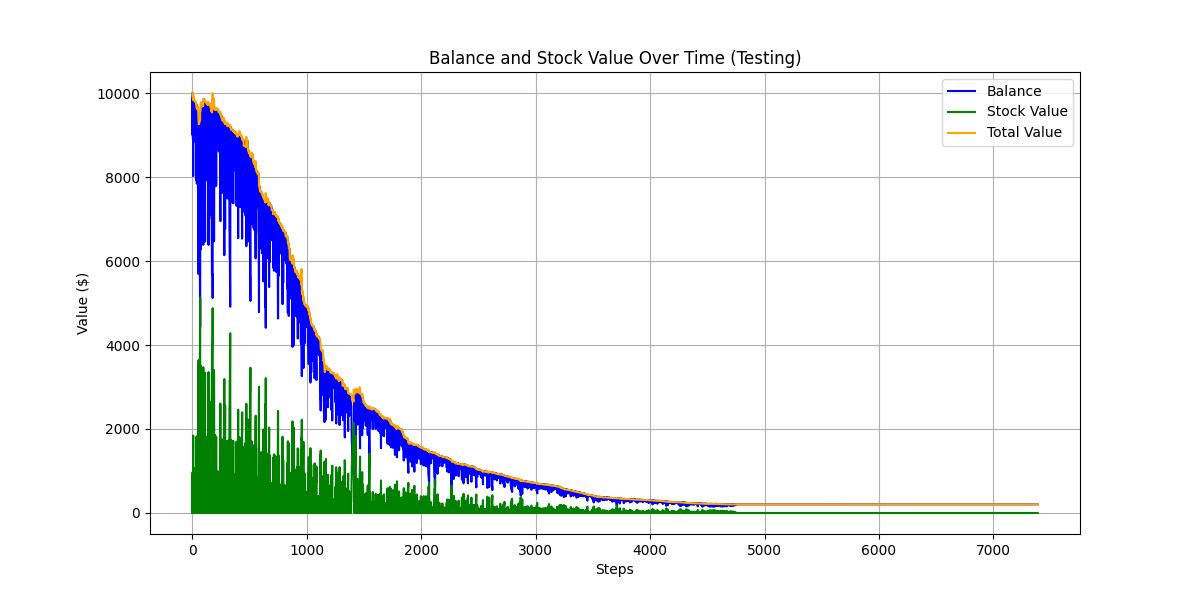 Balance and Stock Value Over Time (Testing)
Balance
Stock Value
Total Value
10000
8000
6000
4000
2000
0
Value ($)
0 1000 2000 3000 4000 5000 6000 7000
Steps